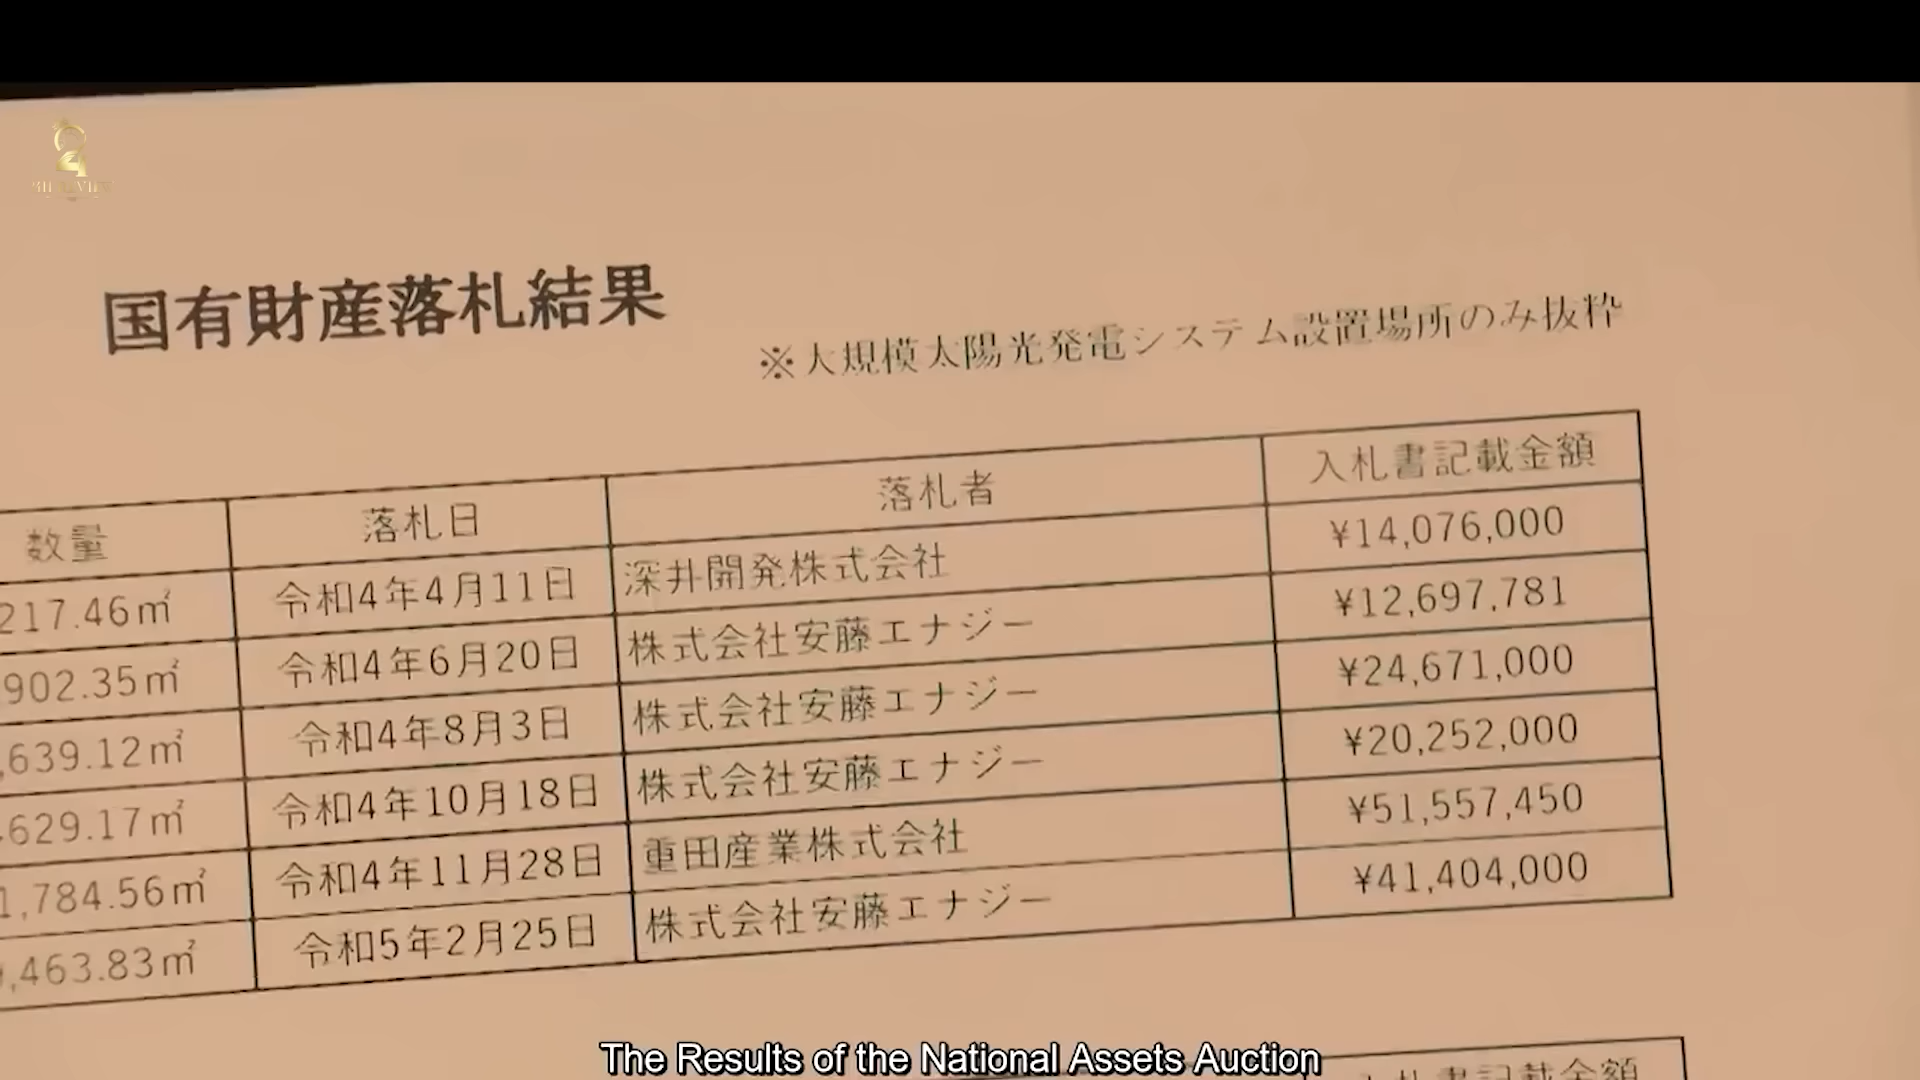 国有財産落札結果
※大規模太陽光発電システム設置場所のみ抜粋
数量 落札日 落札者 入札書記載金額
217.46㎡ 令和4年4月11日 深井開発株式会社 ¥14,076,000
902.35㎡ 令和4年6月20日 株式会社安藤エナジー ¥12,697,781
,639.12㎡ 令和4年8月3日 株式会社安藤エナジー ¥24,671,000
629.17㎡ 令和4年10月18日 株式会社安藤エナジー ¥20,252,000
1,784.56㎡ 令和4年11月28日 重田産業株式会社 ¥51,557,450
,463.83㎡ 令和5年2月25日 株式会社安藤エナジー ¥41,404,000
入札書記載金額
The Results of the National Assets Auction